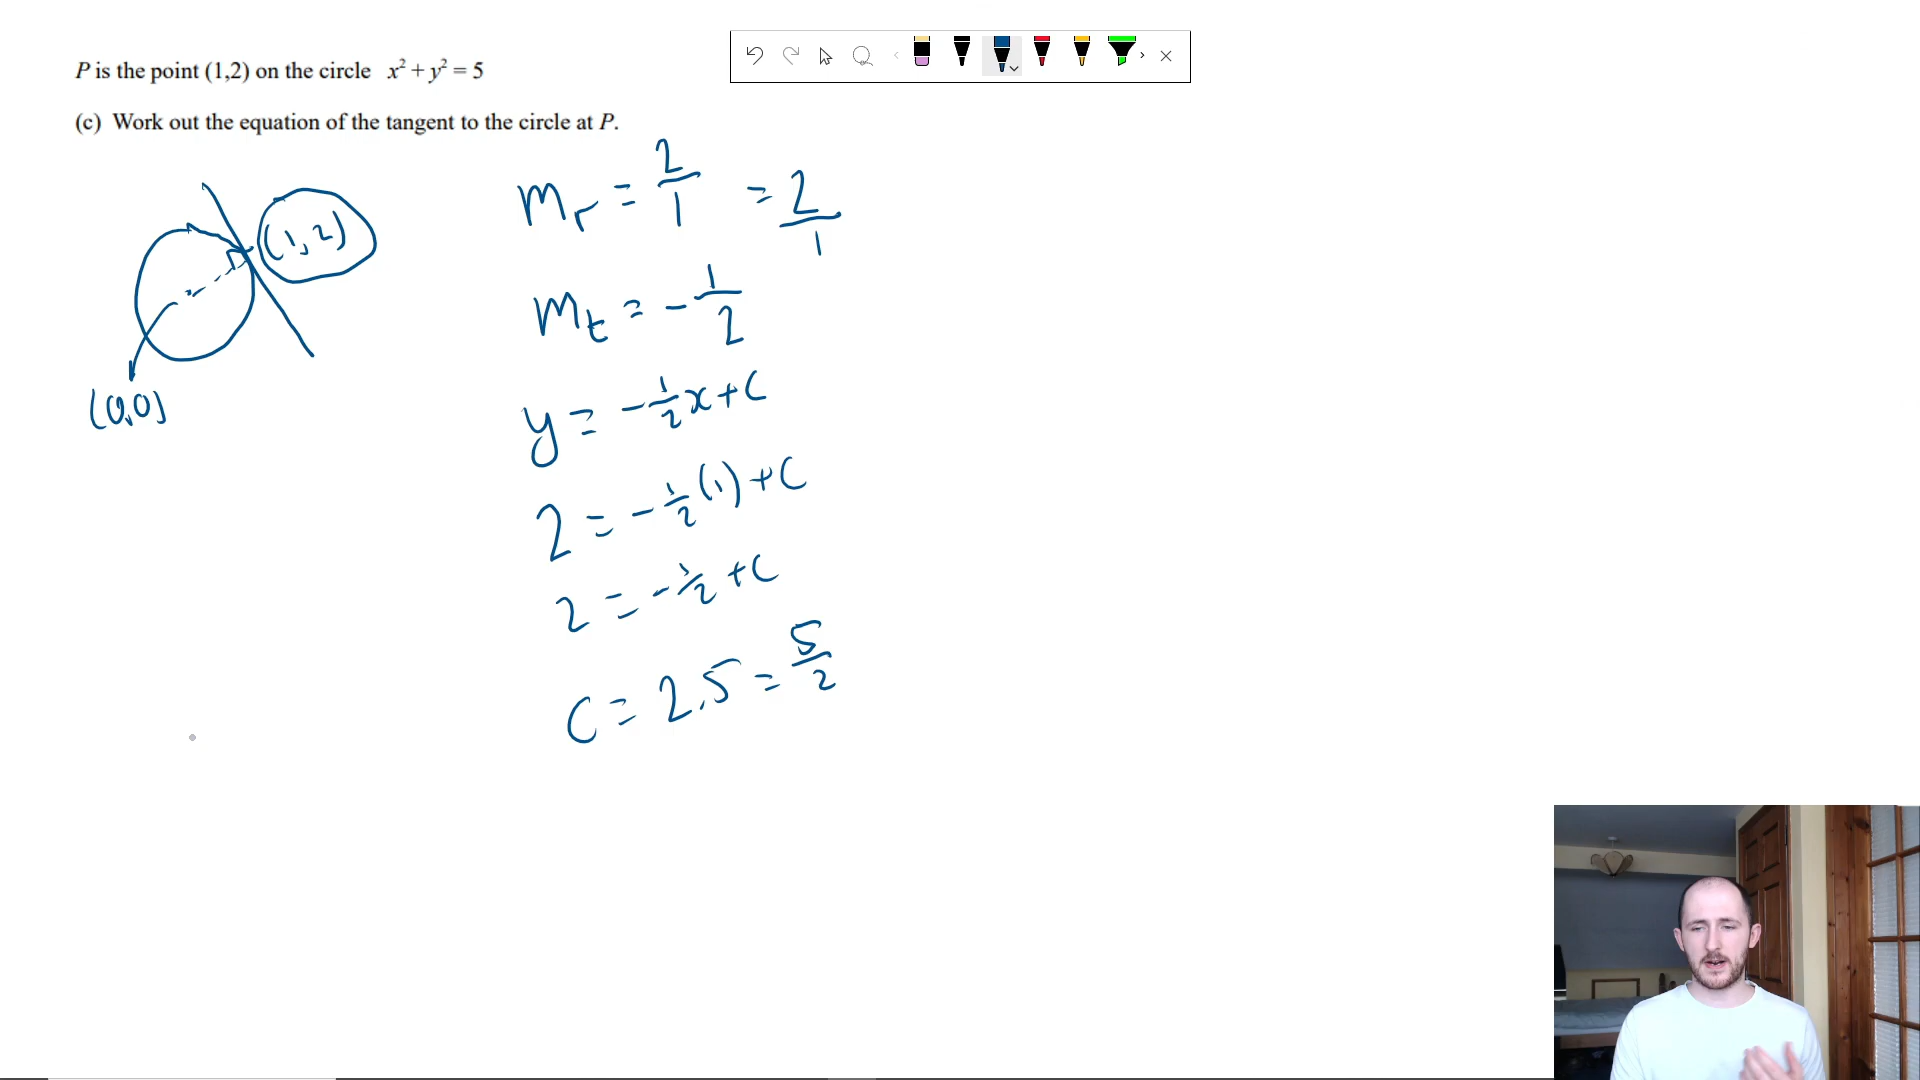 P is the point (1,2) on the circle x² + y² = 5
(c) Work out the equation of the tangent to the circle at P.
(1,2)
(0,0)
mr = 2/1 = 2/1
mt = -1/2
y = -1/2x + C
2 = -1/2(1) + C
2 = -1/2 + C
C = 2.5 = 5/2